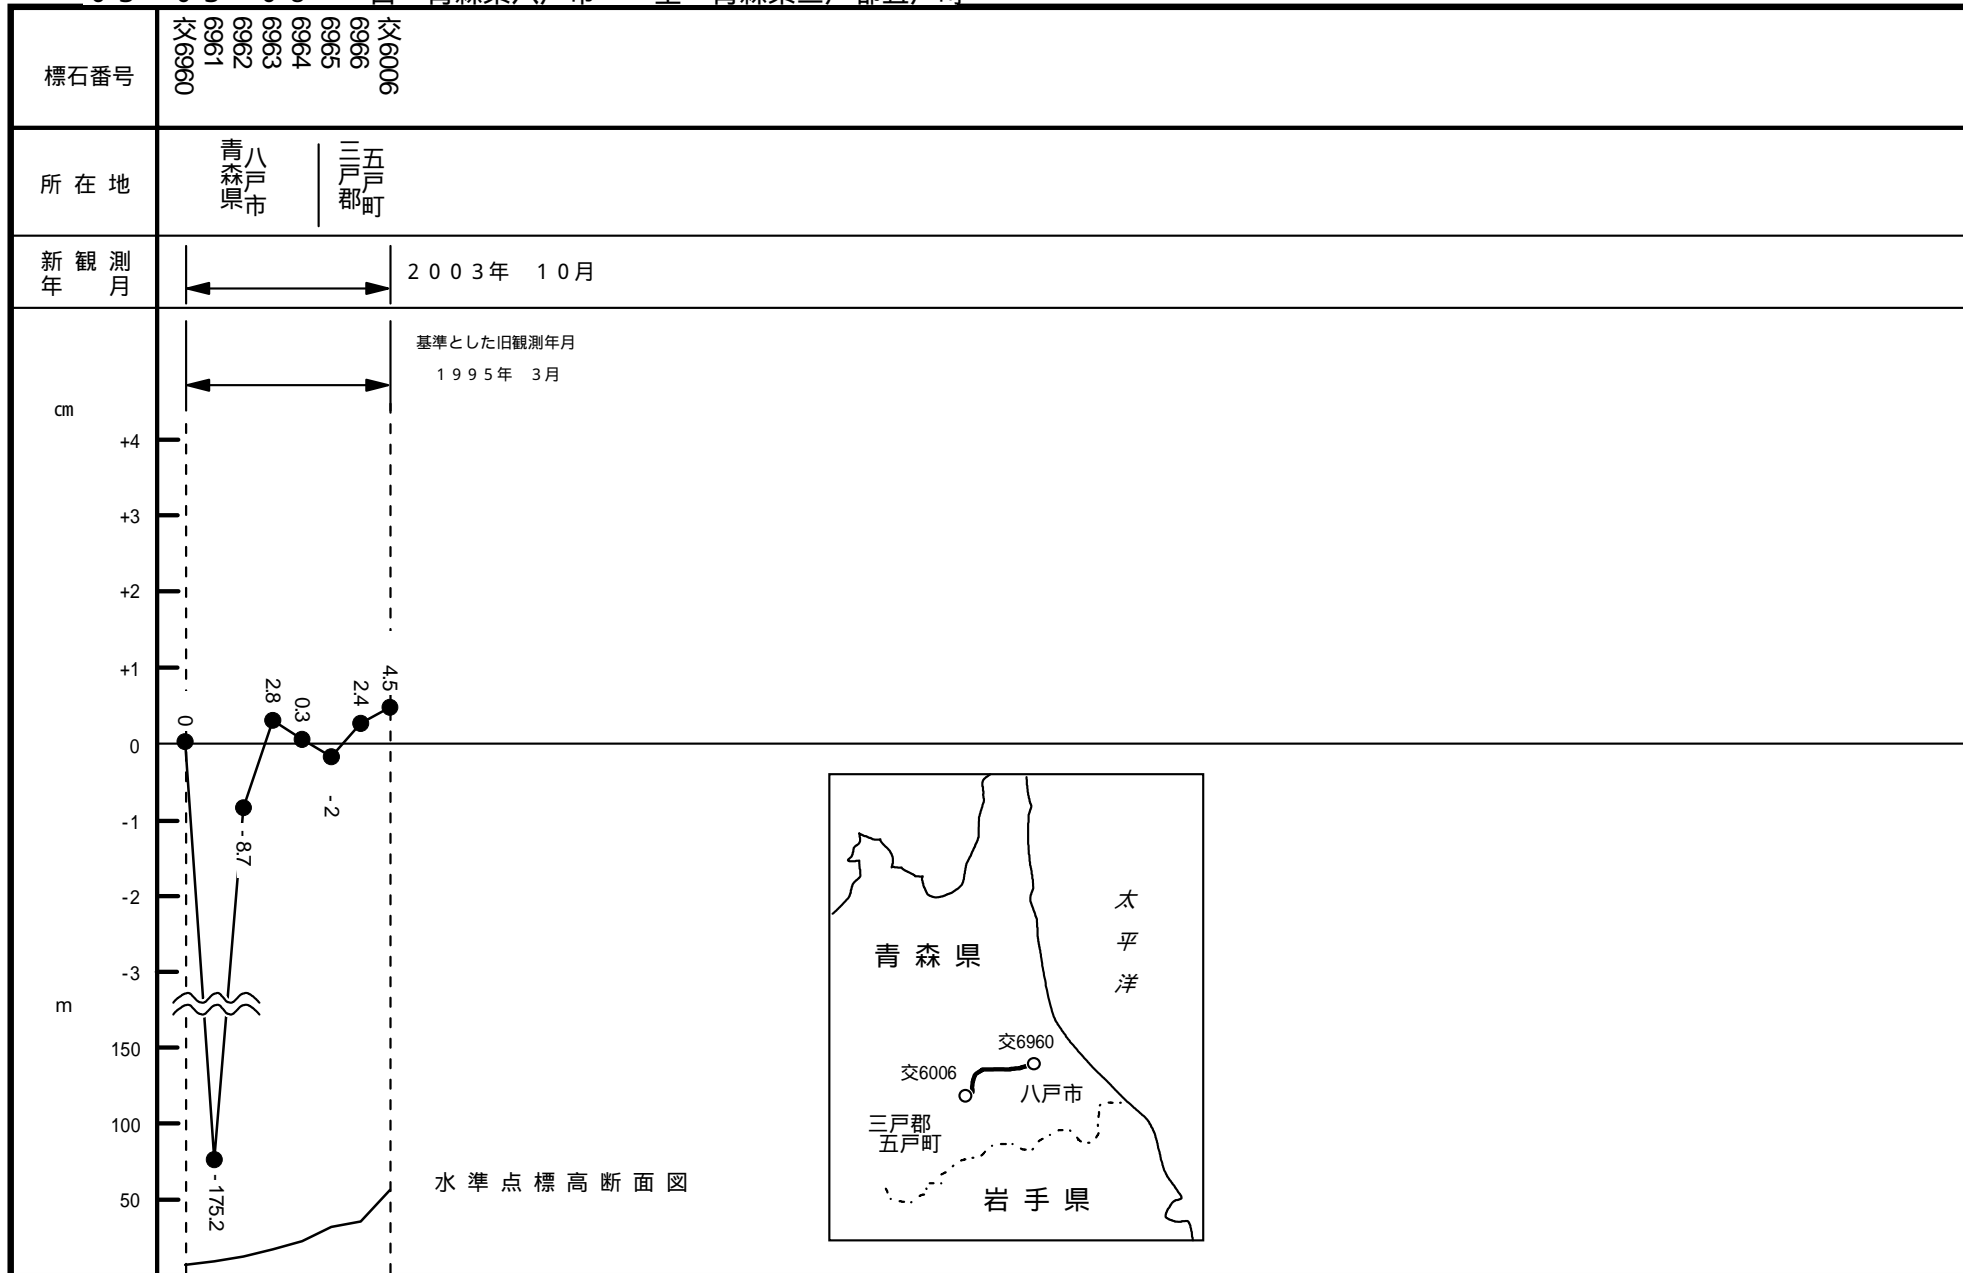 標石番号
交6960
6961
6962
6963
6964
6965
6966
交6006
所在地
青森県
八戸市
三戸郡
五戸町
新観測
年 月
2003年 10月
基準とした旧観測年月
1995年 3月
cm
+4
+3
+2
+1
0
-1
-2
-3
m
150
100
50
0
-175.2
-8.7
2.8
0.3
-2
2.4
4.5
水準点標高断面図
太平洋
青森県
交6960
交6006
八戸市
三戸郡
五戸町
岩手県